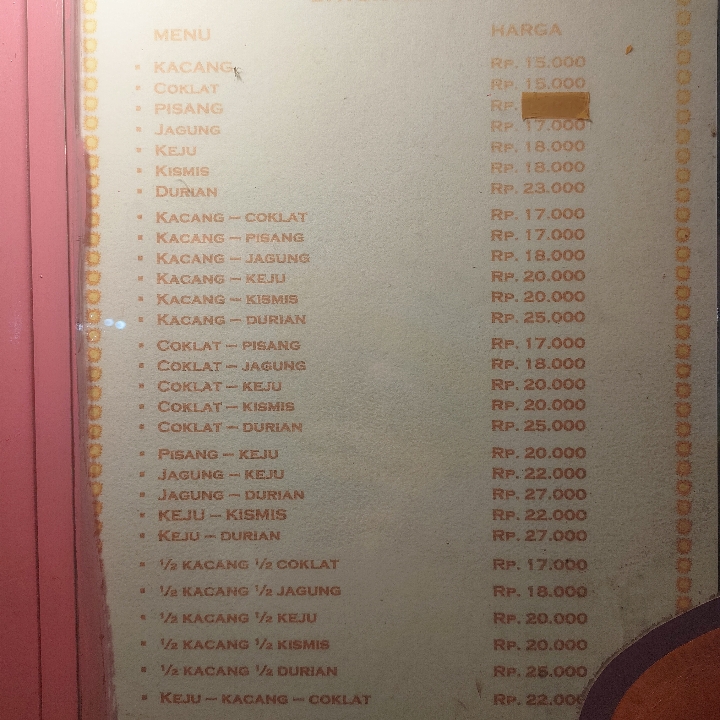 MENU HARGA
KACANG RP. 15.000
COKLAT RP. 15.000
PISANG RP.
JAGUNG RP. 17.000
KEJU RP. 18.000
KISMIS RP. 18.000
DURIAN RP. 23.000
KACANG – COKLAT RP. 17.000
KACANG – PISANG RP. 17.000
KACANG – JAGUNG RP. 18.000
KACANG – KEJU RP. 20.000
KACANG – KISMIS RP. 20.000
KACANG – DURIAN RP. 25.000
COKLAT – PISANG RP. 17.000
COKLAT – JAGUNG RP. 18.000
COKLAT – KEJU RP. 20.000
COKLAT – KISMIS RP. 20.000
COKLAT – DURIAN RP. 25.000
PISANG – KEJU RP. 20.000
JAGUNG – KEJU RP. 22.000
JAGUNG – DURIAN RP. 27.000
KEJU – KISMIS RP. 22.000
KEJU – DURIAN RP. 27.000
½ KACANG ½ COKLAT RP. 17.000
½ KACANG ½ JAGUNG RP. 18.000
½ KACANG ½ KEJU RP. 20.000
½ KACANG ½ KISMIS RP. 20.000
½ KACANG ½ DURIAN RP. 25.000
KEJU – KACANG – COKLAT RP. 22.000